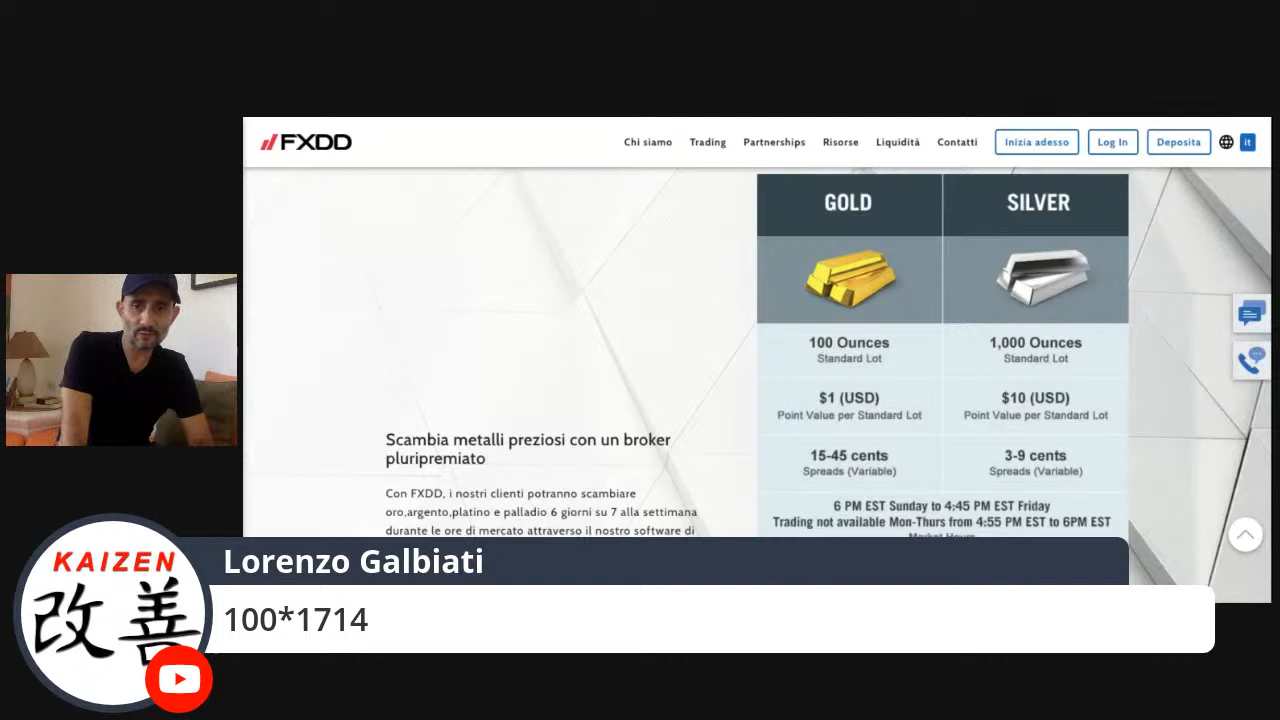 FXDD
Chi siamo Trading Partnerships Risorse Liquidità Contatti Inizia adesso Log In Deposita it
GOLD SILVER
100 Ounces 1,000 Ounces
Standard Lot Standard Lot
$1 (USD) $10 (USD)
Point Value per Standard Lot Point Value per Standard Lot
15-45 cents 3-9 cents
Spreads (Variable) Spreads (Variable)
6 PM EST Sunday to 4:45 PM EST Friday
Trading not available Mon-Thurs from 4:55 PM EST to 6PM EST
Market Hours
Scambia metalli preziosi con un broker
pluripremiato
Con FXDD, i nostri clienti potranno scambiare
oro,argento,platino e palladio 6 giorni su 7 alla settimana
durante le ore di mercato attraverso il nostro software di
KAIZEN
改善
Lorenzo Galbiati
100*1714